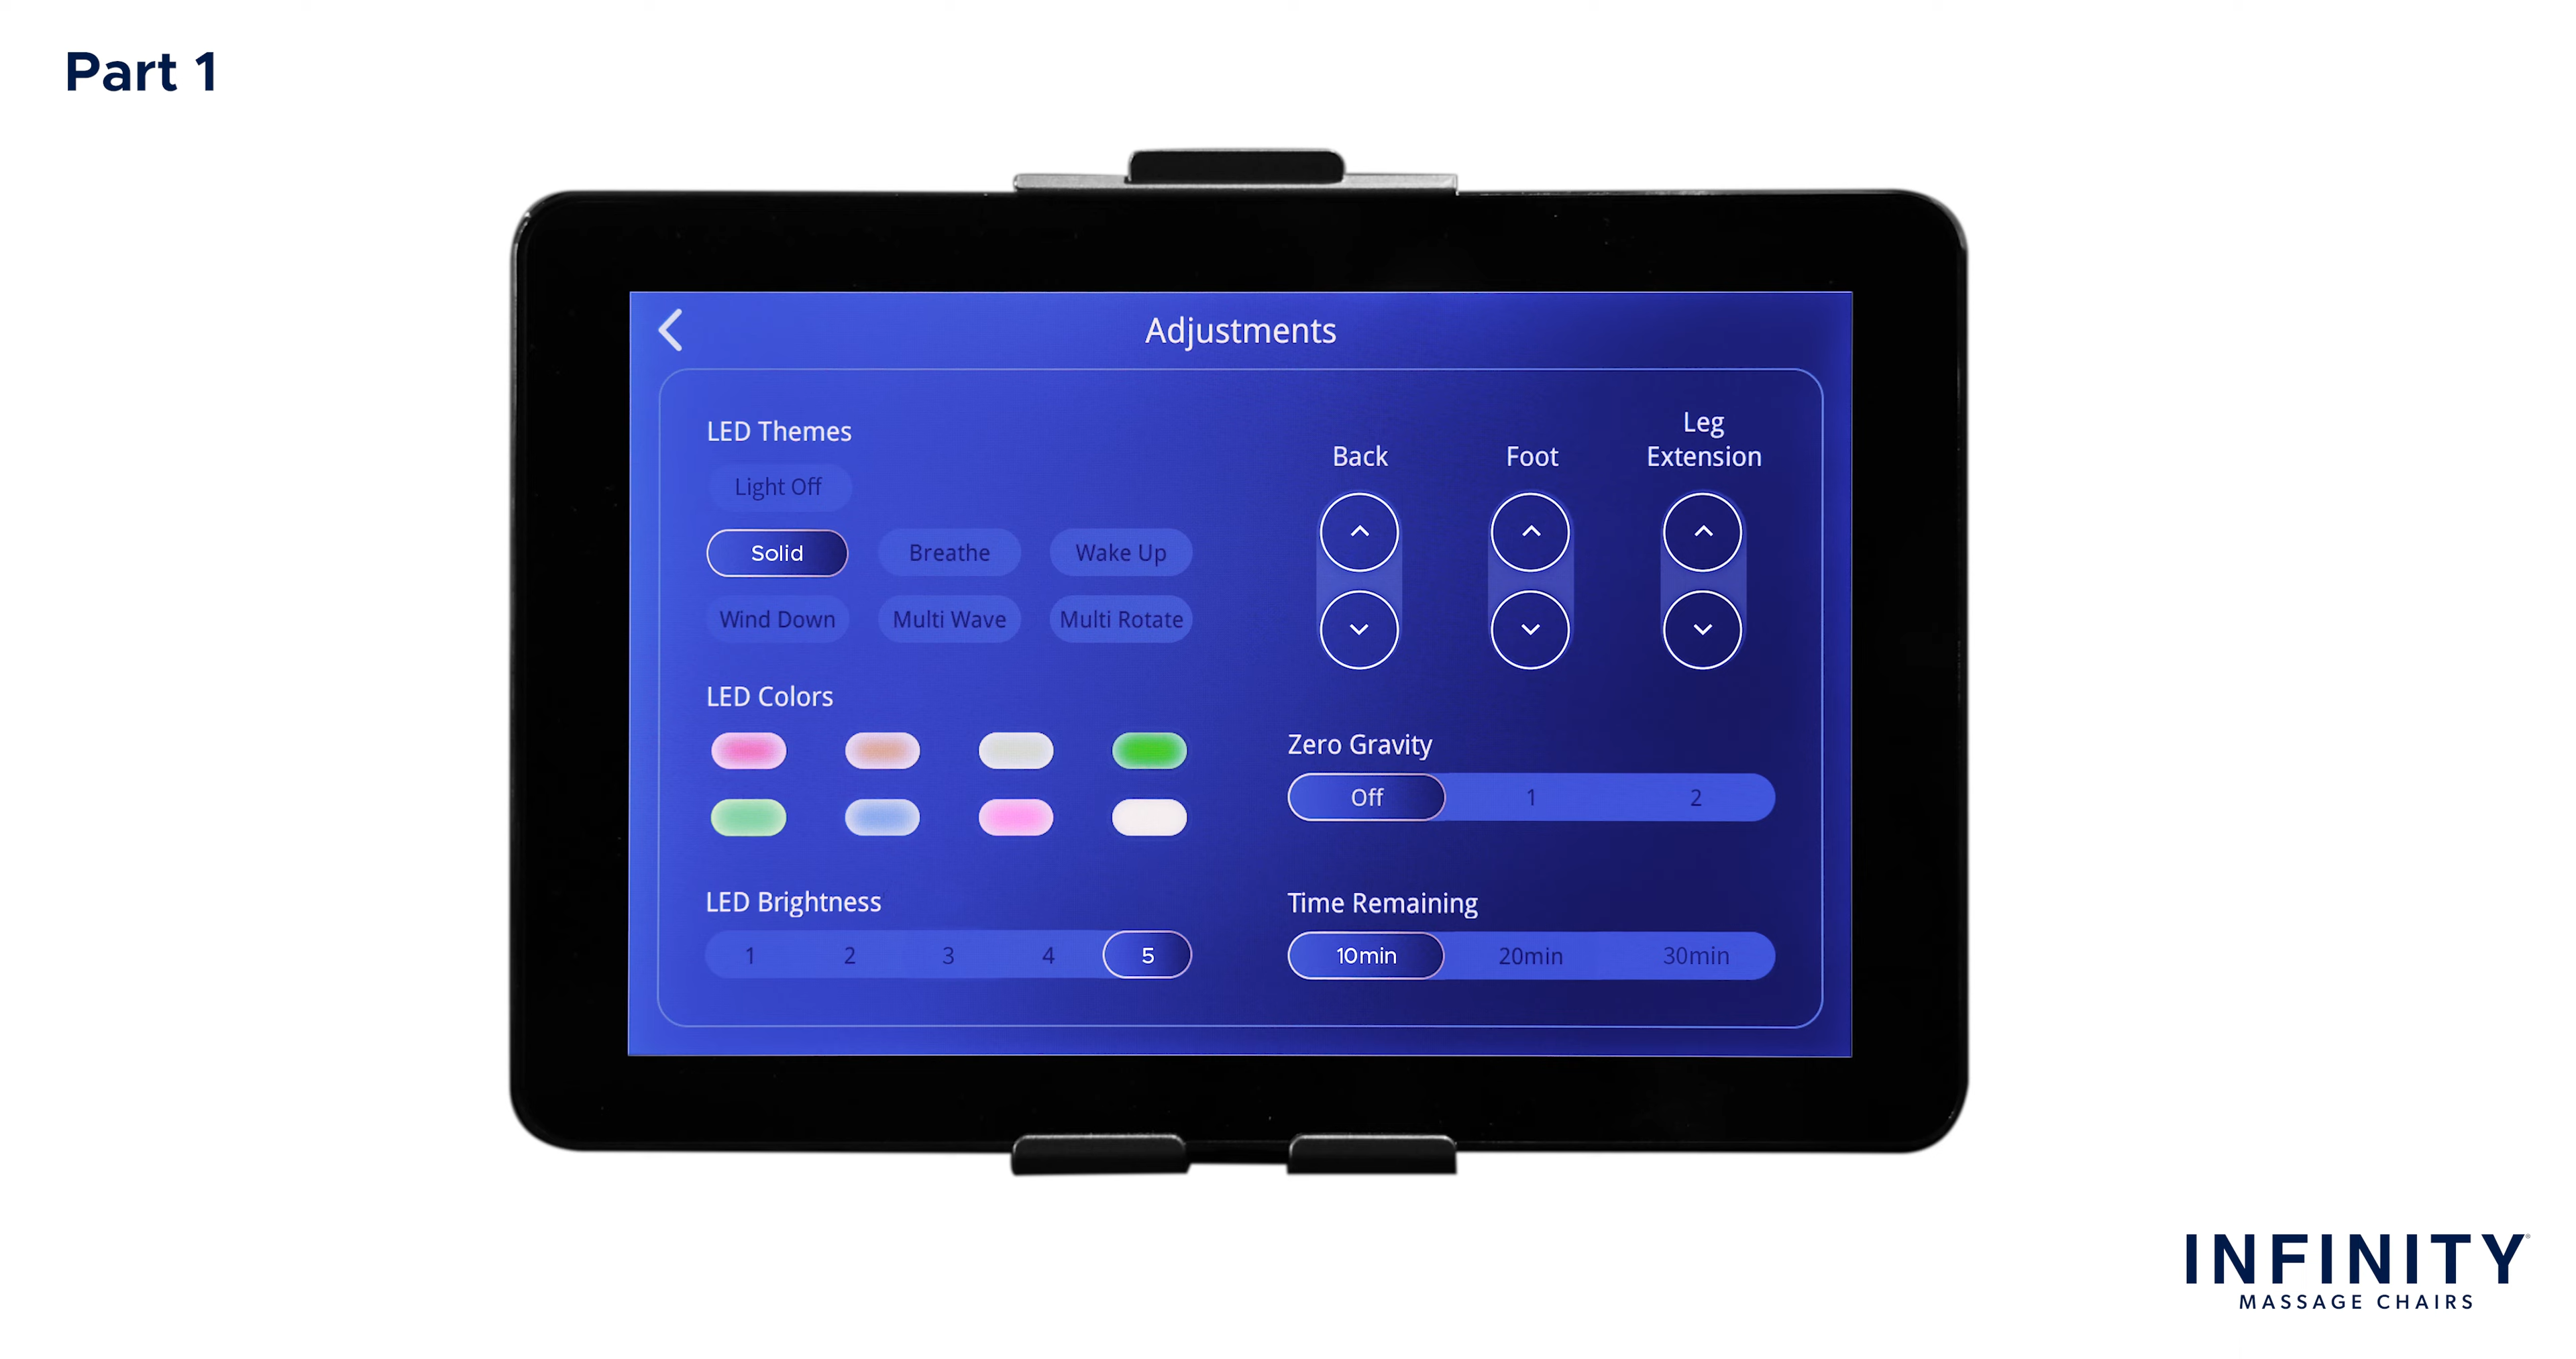 Part 1
Adjustments
LED Themes
Light Off
Solid Breathe Wake Up
Wind Down Multi Wave Multi Rotate
LED Colors
LED Brightness
1 2 3 4 5
Back Foot Leg
Extension
Zero Gravity
Off 1 2
Time Remaining
10min 20min 30min
INFINITY
MASSAGE CHAIRS